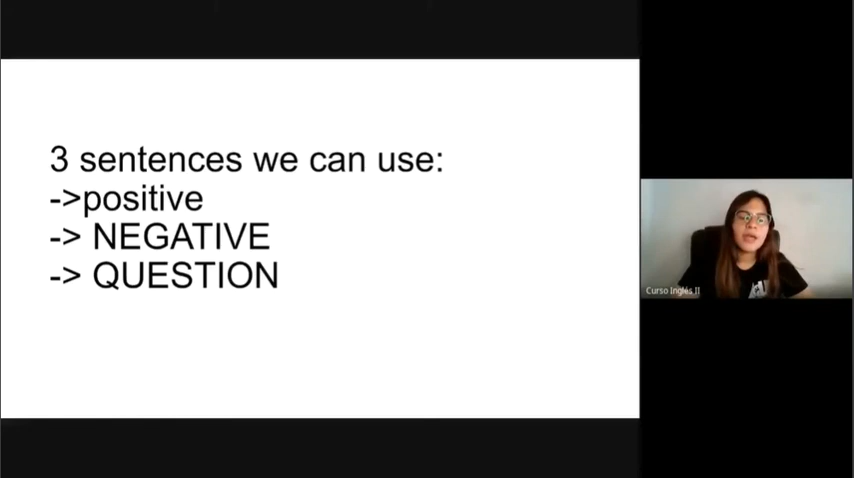 3 sentences we can use:
->positive
-> NEGATIVE
-> QUESTION
Curso Inglés II